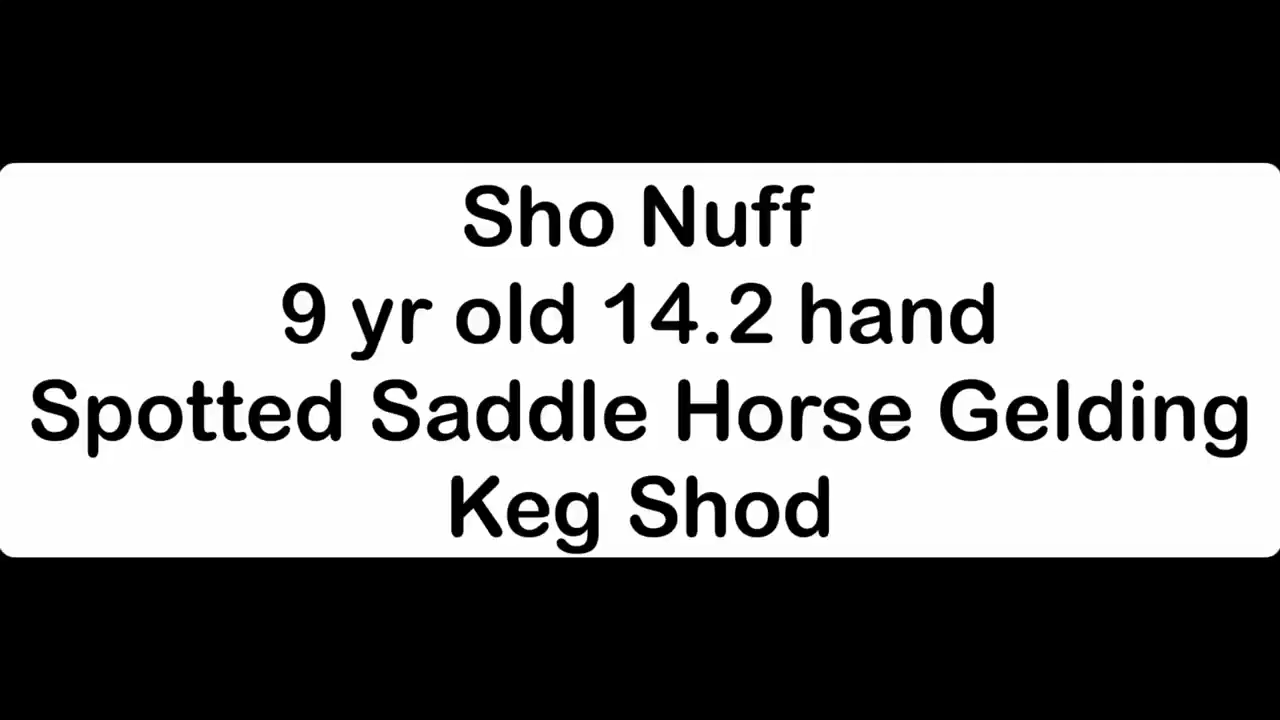 Sho Nuff
9 yr old 14.2 hand
Spotted Saddle Horse Gelding
Keg Shod